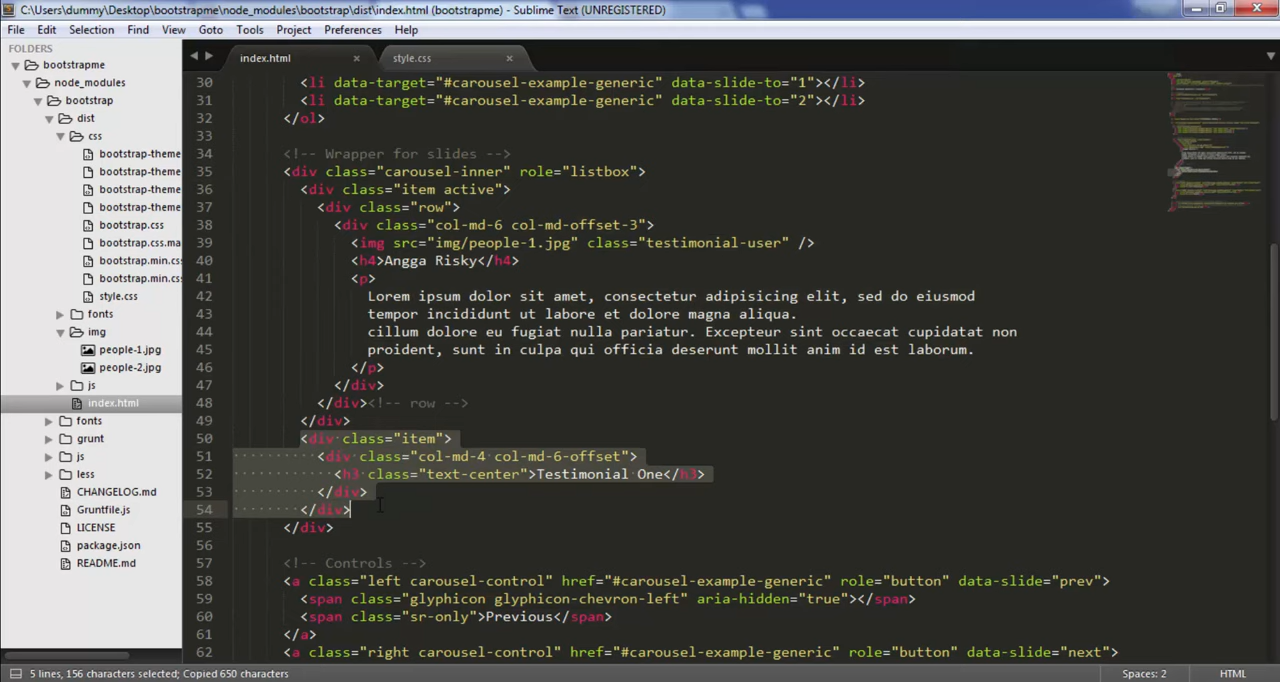 C:\Users\dummy\Desktop\bootstrapme\node_modules\bootstrap\dist\index.html (bootstrapme) - Sublime Text (UNREGISTERED)
File Edit Selection Find View Goto Tools Project Preferences Help
FOLDERS
bootstrapme
node_modules
bootstrap
dist
css
bootstrap-theme
bootstrap-theme
bootstrap-theme
bootstrap-theme
bootstrap.css
bootstrap.css.ma
bootstrap.min.cs
bootstrap.min.cs
style.css
fonts
img
people-1.jpg
people-2.jpg
js
index.html
fonts
grunt
js
less
CHANGELOG.md
Gruntfile.js
LICENSE
package.json
README.md
index.html × style.css ×
30 <li data-target="#carousel-example-generic" data-slide-to="1"></li>
31 <li data-target="#carousel-example-generic" data-slide-to="2"></li>
32 </ol>
33
34 <!-- Wrapper for slides -->
35 <div class="carousel-inner" role="listbox">
36 <div class="item active">
37 <div class="row">
38 <div class="col-md-6 col-md-offset-3">
39 <img src="img/people-1.jpg" class="testimonial-user" />
40 <h4>Angga Risky</h4>
41 <p>
42 Lorem ipsum dolor sit amet, consectetur adipisicing elit, sed do eiusmod
43 tempor incididunt ut labore et dolore magna aliqua.
44 cillum dolore eu fugiat nulla pariatur. Excepteur sint occaecat cupidatat non
45 proident, sunt in culpa qui officia deserunt mollit anim id est laborum.
46 </p>
47 </div>
48 </div><!-- row -->
49 </div>
50 <div class="item">
51 <div class="col-md-4 col-md-6-offset">
52 <h3 class="text-center">Testimonial One</h3>
53 </div>
54 </div>
55 </div>
56
57 <!-- Controls -->
58 <a class="left carousel-control" href="#carousel-example-generic" role="button" data-slide="prev">
59 <span class="glyphicon glyphicon-chevron-left" aria-hidden="true"></span>
60 <span class="sr-only">Previous</span>
61 </a>
62 <a class="right carousel-control" href="#carousel-example-generic" role="button" data-slide="next">
5 lines, 156 characters selected; Copied 650 characters Spaces: 2 HTML